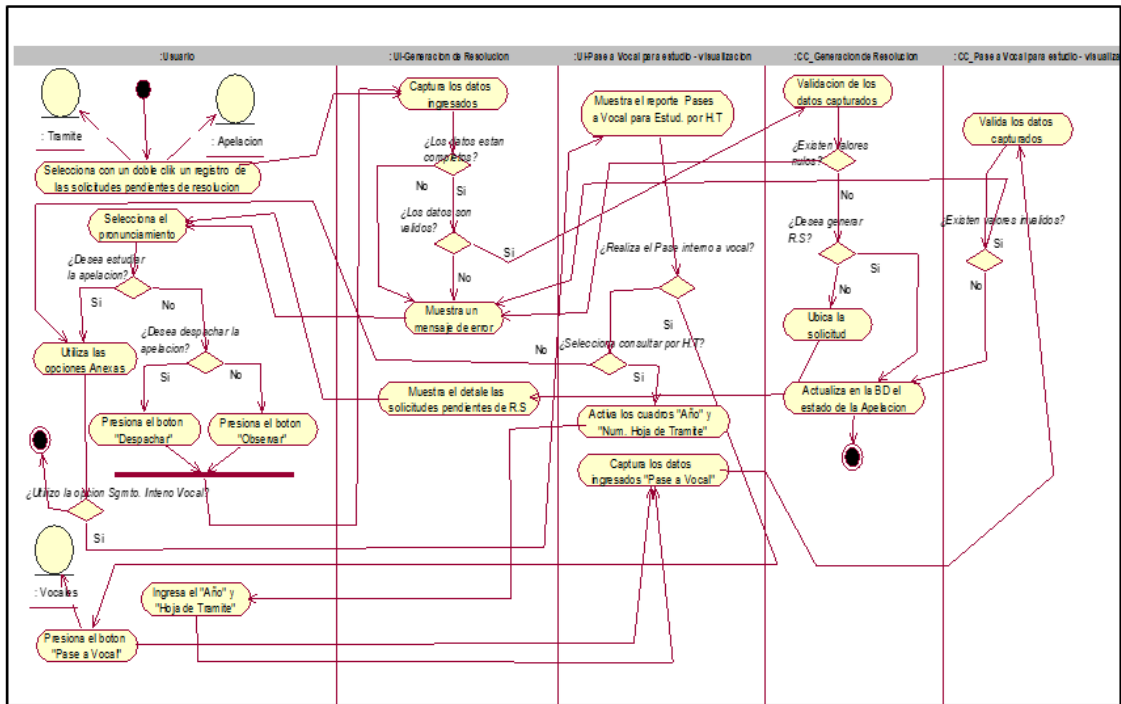 :Usuario
:UI-Generacion de Resolucion
:UI-Pase a Vocal para estudio - visualizacion
:CC_Generacion de Resolucion
:CC_Pase a Vocal para estudio - visualiza
: Tramite
: Apelacion
Selecciona con un doble clik un registro de
las solicitudes pendientes de resolucion
Selecciona el
pronunciamiento
¿Desea estudiar
la apelacion?
Si
No
Utiliza las
opciones Anexas
¿Desea despachar la
apelacion?
Si
No
Presiona el boton
"Despachar"
Presiona el boton
"Observar"
¿Utilizo la opcion Sgmto. Inteno Vocal?
Si
: Vocales
Ingresa el "Año" y
"Hoja de Tramite"
Presiona el boton
"Pase a Vocal"
Captura los datos
ingresados
¿Los datos estan
completos?
No
Si
¿Los datos son
validos?
Si
No
Muestra un
mensaje de error
Muestra el detale las
solicitudes pendientes de R.S
Muestra el reporte Pases
a Vocal para Estud. por H.T
¿Realiza el Pase interno a vocal?
Si
No
¿Selecciona consultar por H.T?
Si
Activa los cuadros "Año" y
"Num. Hoja de Tramite"
Captura los datos
ingresados "Pase a Vocal"
Validacion de los
datos capturados
¿Existen valores
nulos?
No
¿Desea generar
R.S?
Si
No
Ubica la
solicitud
Actualiza en la BD el
estado de la Apelacion
Valida los datos
capturados
¿Existen valores invalidos?
Si
No